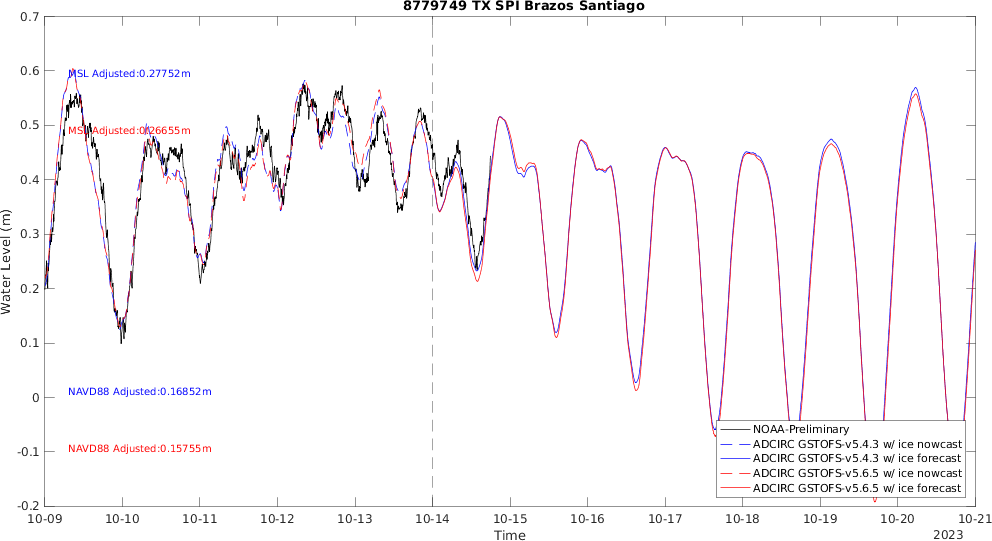 8779749 TX SPI Brazos Santiago
0.7
0.6
0.5
0.4
0.3
0.2
0.1
0
-0.1
-0.2
Water Level (m)
MSL Adjusted:0.27752m
MSL Adjusted:0.26655m
NAVD88 Adjusted:0.16852m
NAVD88 Adjusted:0.15755m
NOAA-Preliminary
ADCIRC GSTOFS-v5.4.3 w/ ice nowcast
ADCIRC GSTOFS-v5.4.3 w/ ice forecast
ADCIRC GSTOFS-v5.6.5 w/ ice nowcast
ADCIRC GSTOFS-v5.6.5 w/ ice forecast
10-09 10-10 10-11 10-12 10-13 10-14 10-15 10-16 10-17 10-18 10-19 10-20 10-21
Time
2023